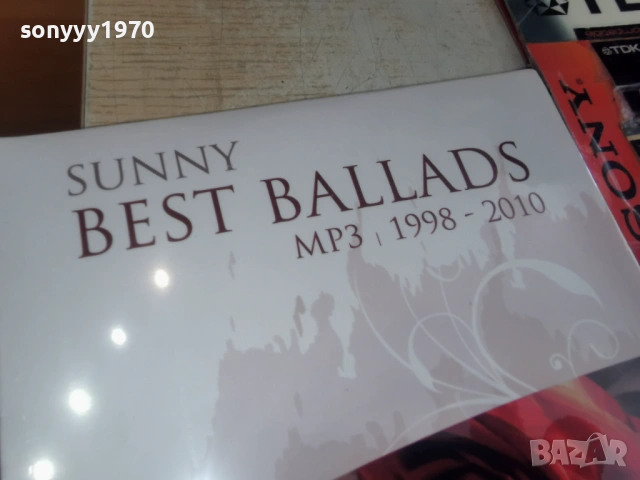 sonyyy1970
TDK
SONY
SUNNY
BEST BALLADS
MP3 | 1998 - 2010
BAZAR